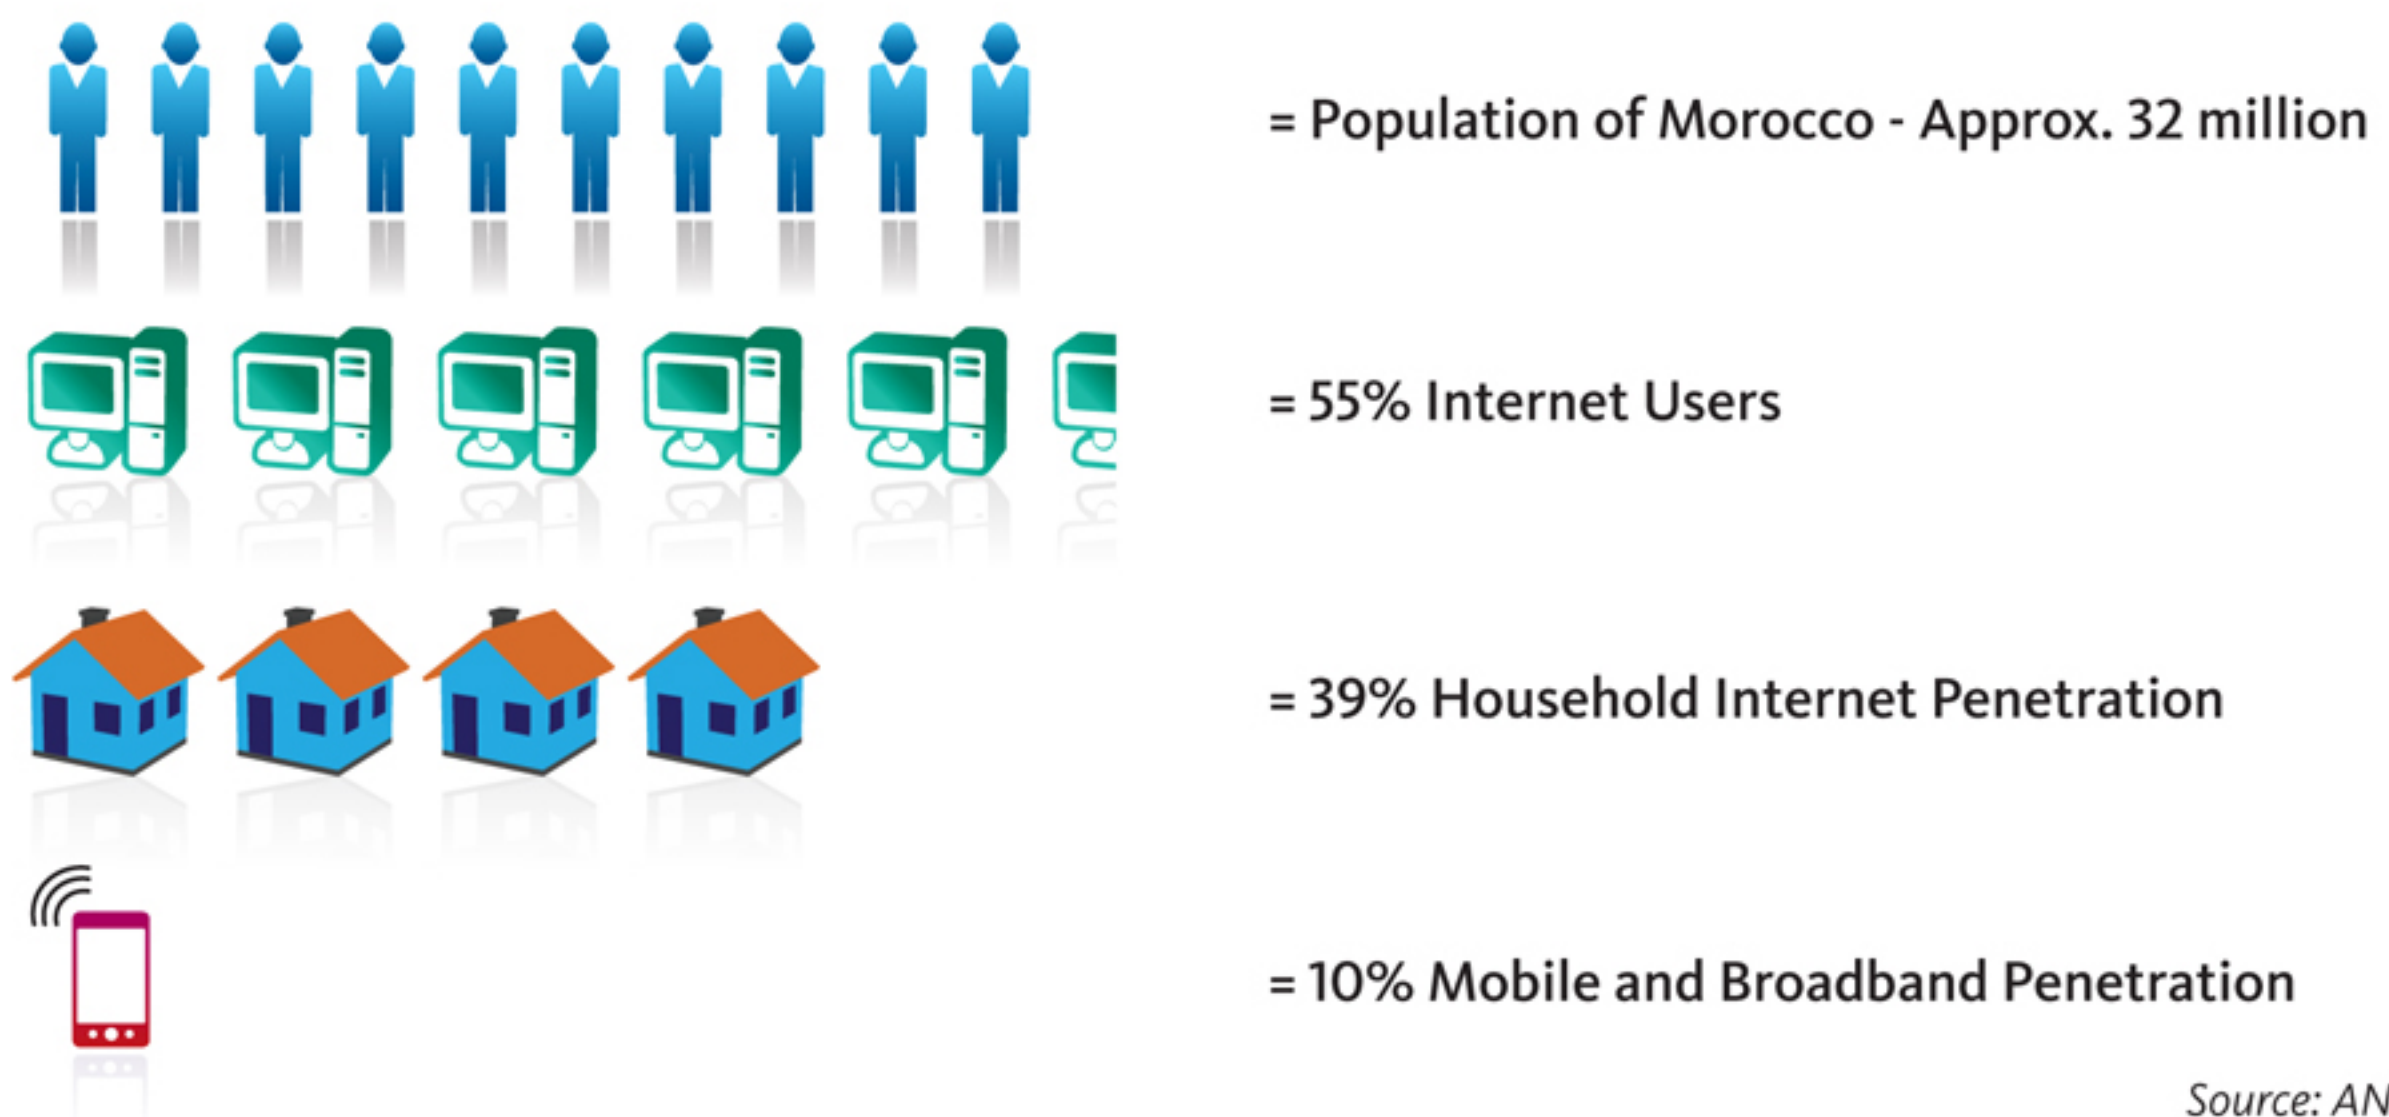 = Population of Morocco - Approx. 32 million
= 55% Internet Users
= 39% Household Internet Penetration
= 10% Mobile and Broadband Penetration
Source: AN